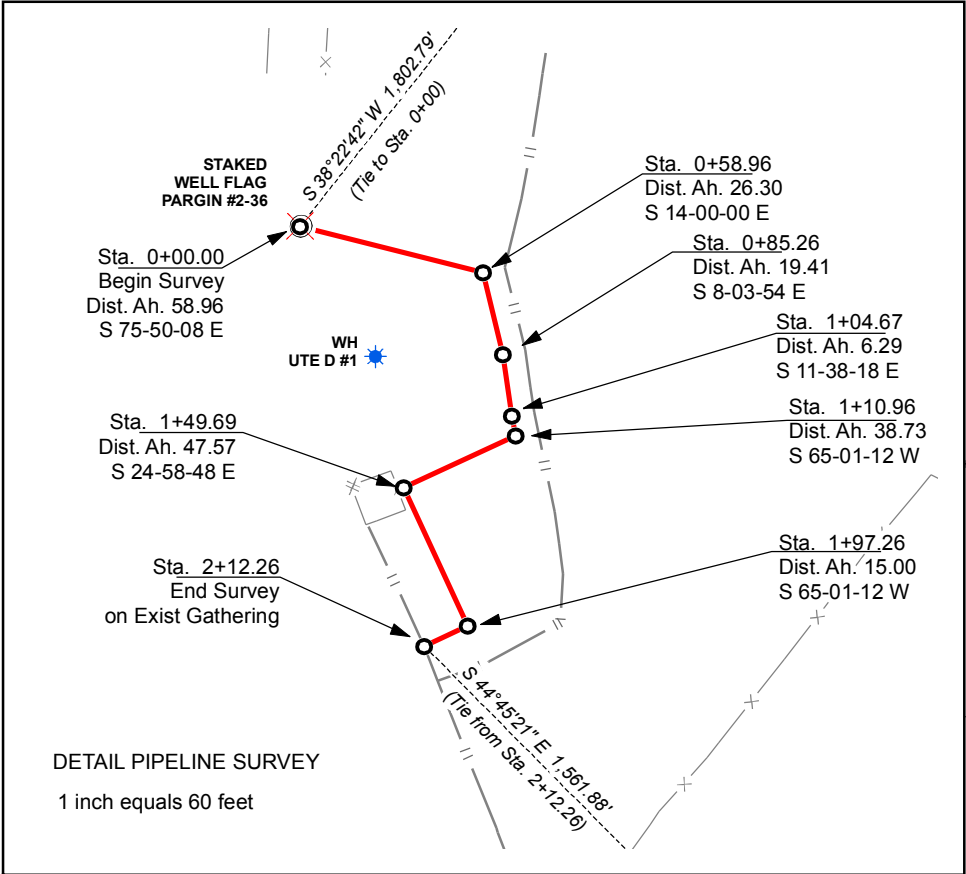 S 38°22'42" W 1,802.79'
(Tie to Sta. 0+00)
STAKED
WELL FLAG
PARGIN #2-36
Sta. 0+58.96
Dist. Ah. 26.30
S 14-00-00 E
Sta. 0+00.00
Begin Survey
Dist. Ah. 58.96
S 75-50-08 E
Sta. 0+85.26
Dist. Ah. 19.41
S 8-03-54 E
WH
UTE D #1
Sta. 1+04.67
Dist. Ah. 6.29
S 11-38-18 E
Sta. 1+49.69
Dist. Ah. 47.57
S 24-58-48 E
Sta. 1+10.96
Dist. Ah. 38.73
S 65-01-12 W
Sta. 2+12.26
End Survey
on Exist Gathering
Sta. 1+97.26
Dist. Ah. 15.00
S 65-01-12 W
S 44°45'21" E 1,561.88'
(Tie from Sta. 2+12.26)
DETAIL PIPELINE SURVEY
1 inch equals 60 feet